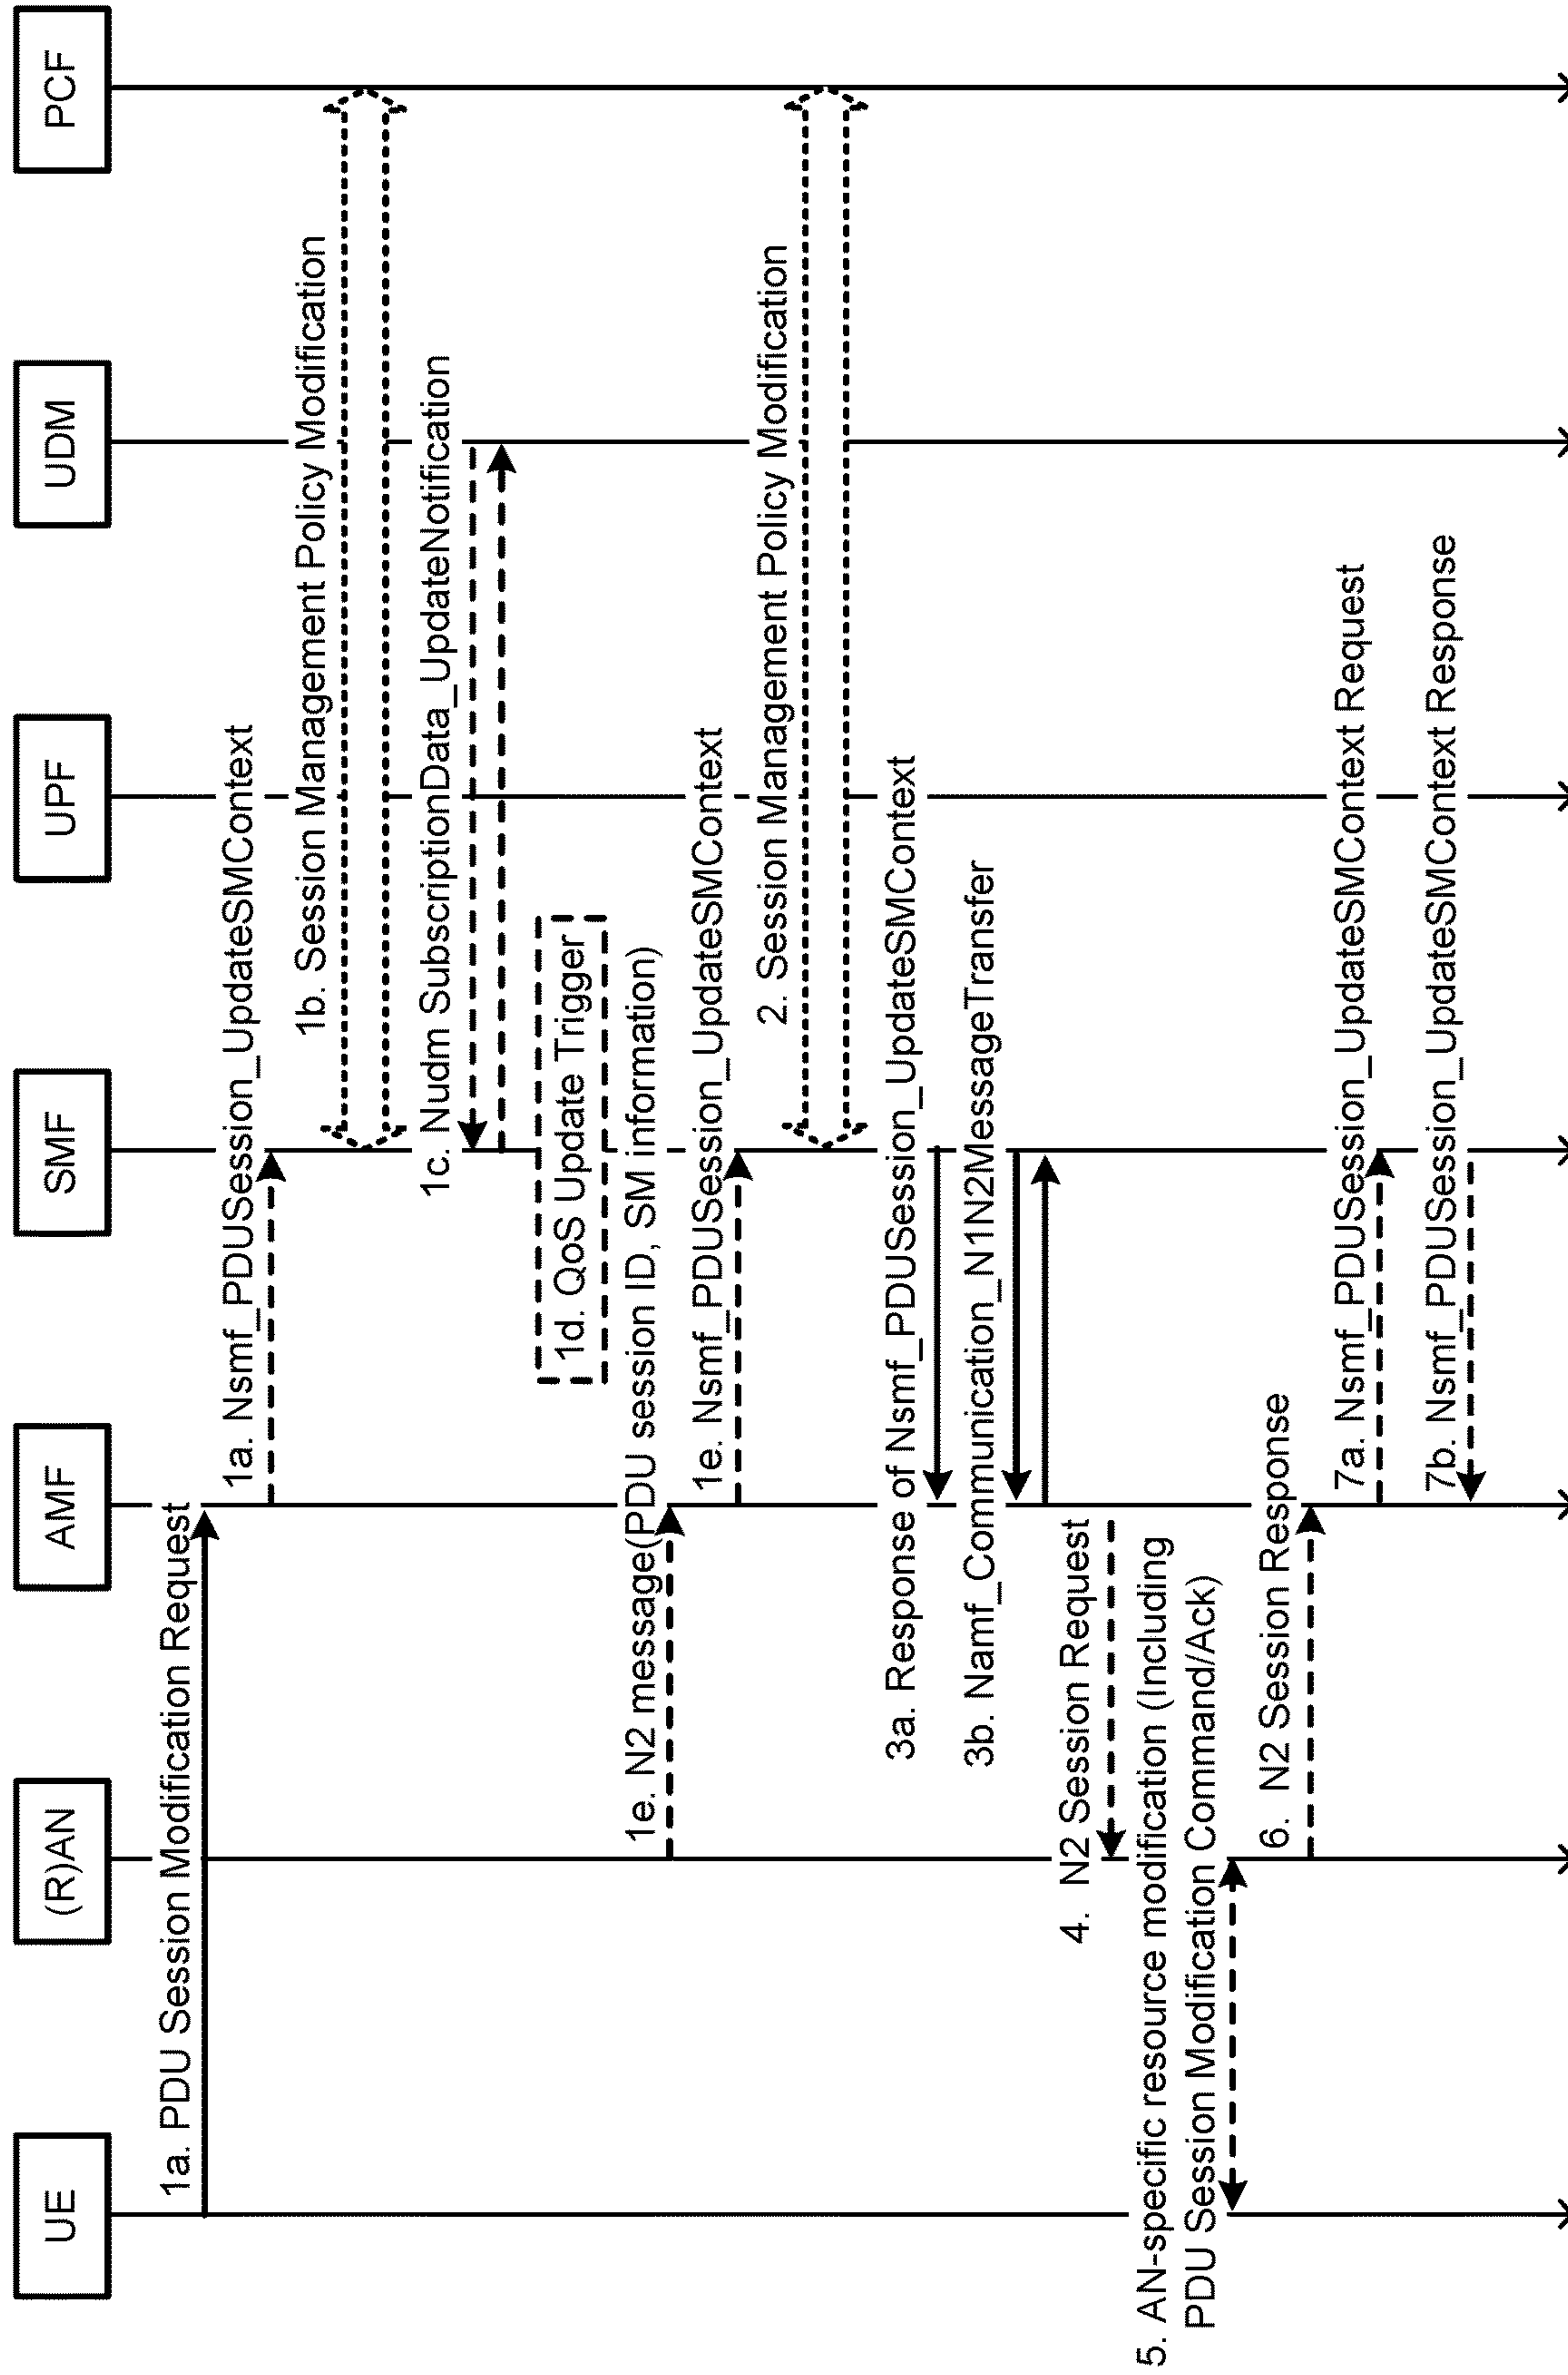 UE
(R)AN
AMF
SMF
UPF
UDM
PCF
1a. PDU Session Modification Request
1a. Nsmf_PDUSession_UpdateSMContext
1b. Session Management Policy Modification
1c. Nudm SubscriptionData_UpdateNotification
1d. QoS Update Trigger
1e. N2 message(PDU session ID, SM information)
1e. Nsmf_PDUSession_UpdateSMContext
2. Session Management Policy Modification
3a. Response of Nsmf_PDUSession_UpdateSMContext
3b. Namf_Communication_N1N2MessageTransfer
4. N2 Session Request
5. AN-specific resource modification (Including
PDU Session Modification Command/Ack)
6. N2 Session Response
7a. Nsmf_PDUSession_UpdateSMContext Request
7b. Nsmf_PDUSession_UpdateSMContext Response